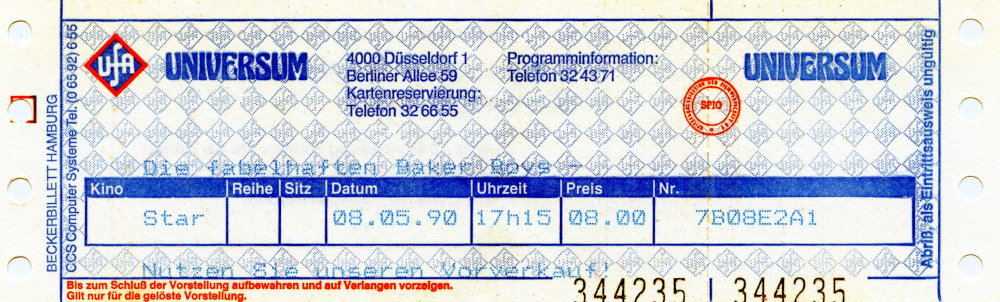 ufa UNIVERSUM
4000 Düsseldorf 1
Berliner Allee 59
Kartenreservierung:
Telefon 32 66 55
Programminformation:
Telefon 32 43 71
UNIVERSUM
SPIO
Die fabelhaften Baker Boys -
Kino Reihe Sitz Datum Uhrzeit Preis Nr.
Star 08.05.90 17h15 08.00 7B08E2A1
Nutzen Sie unseren Vorverkauf!
Bis zum Schluß der Vorstellung aufbewahren und auf Verlangen vorzeigen.
Gilt nur für die gelöste Vorstellung.
344235 344235
BECKERBILLETT HAMBURG
CCS Computer Systeme Tel. (0 65 92) 6 55
Abriß, als Eintrittsausweis ungültig